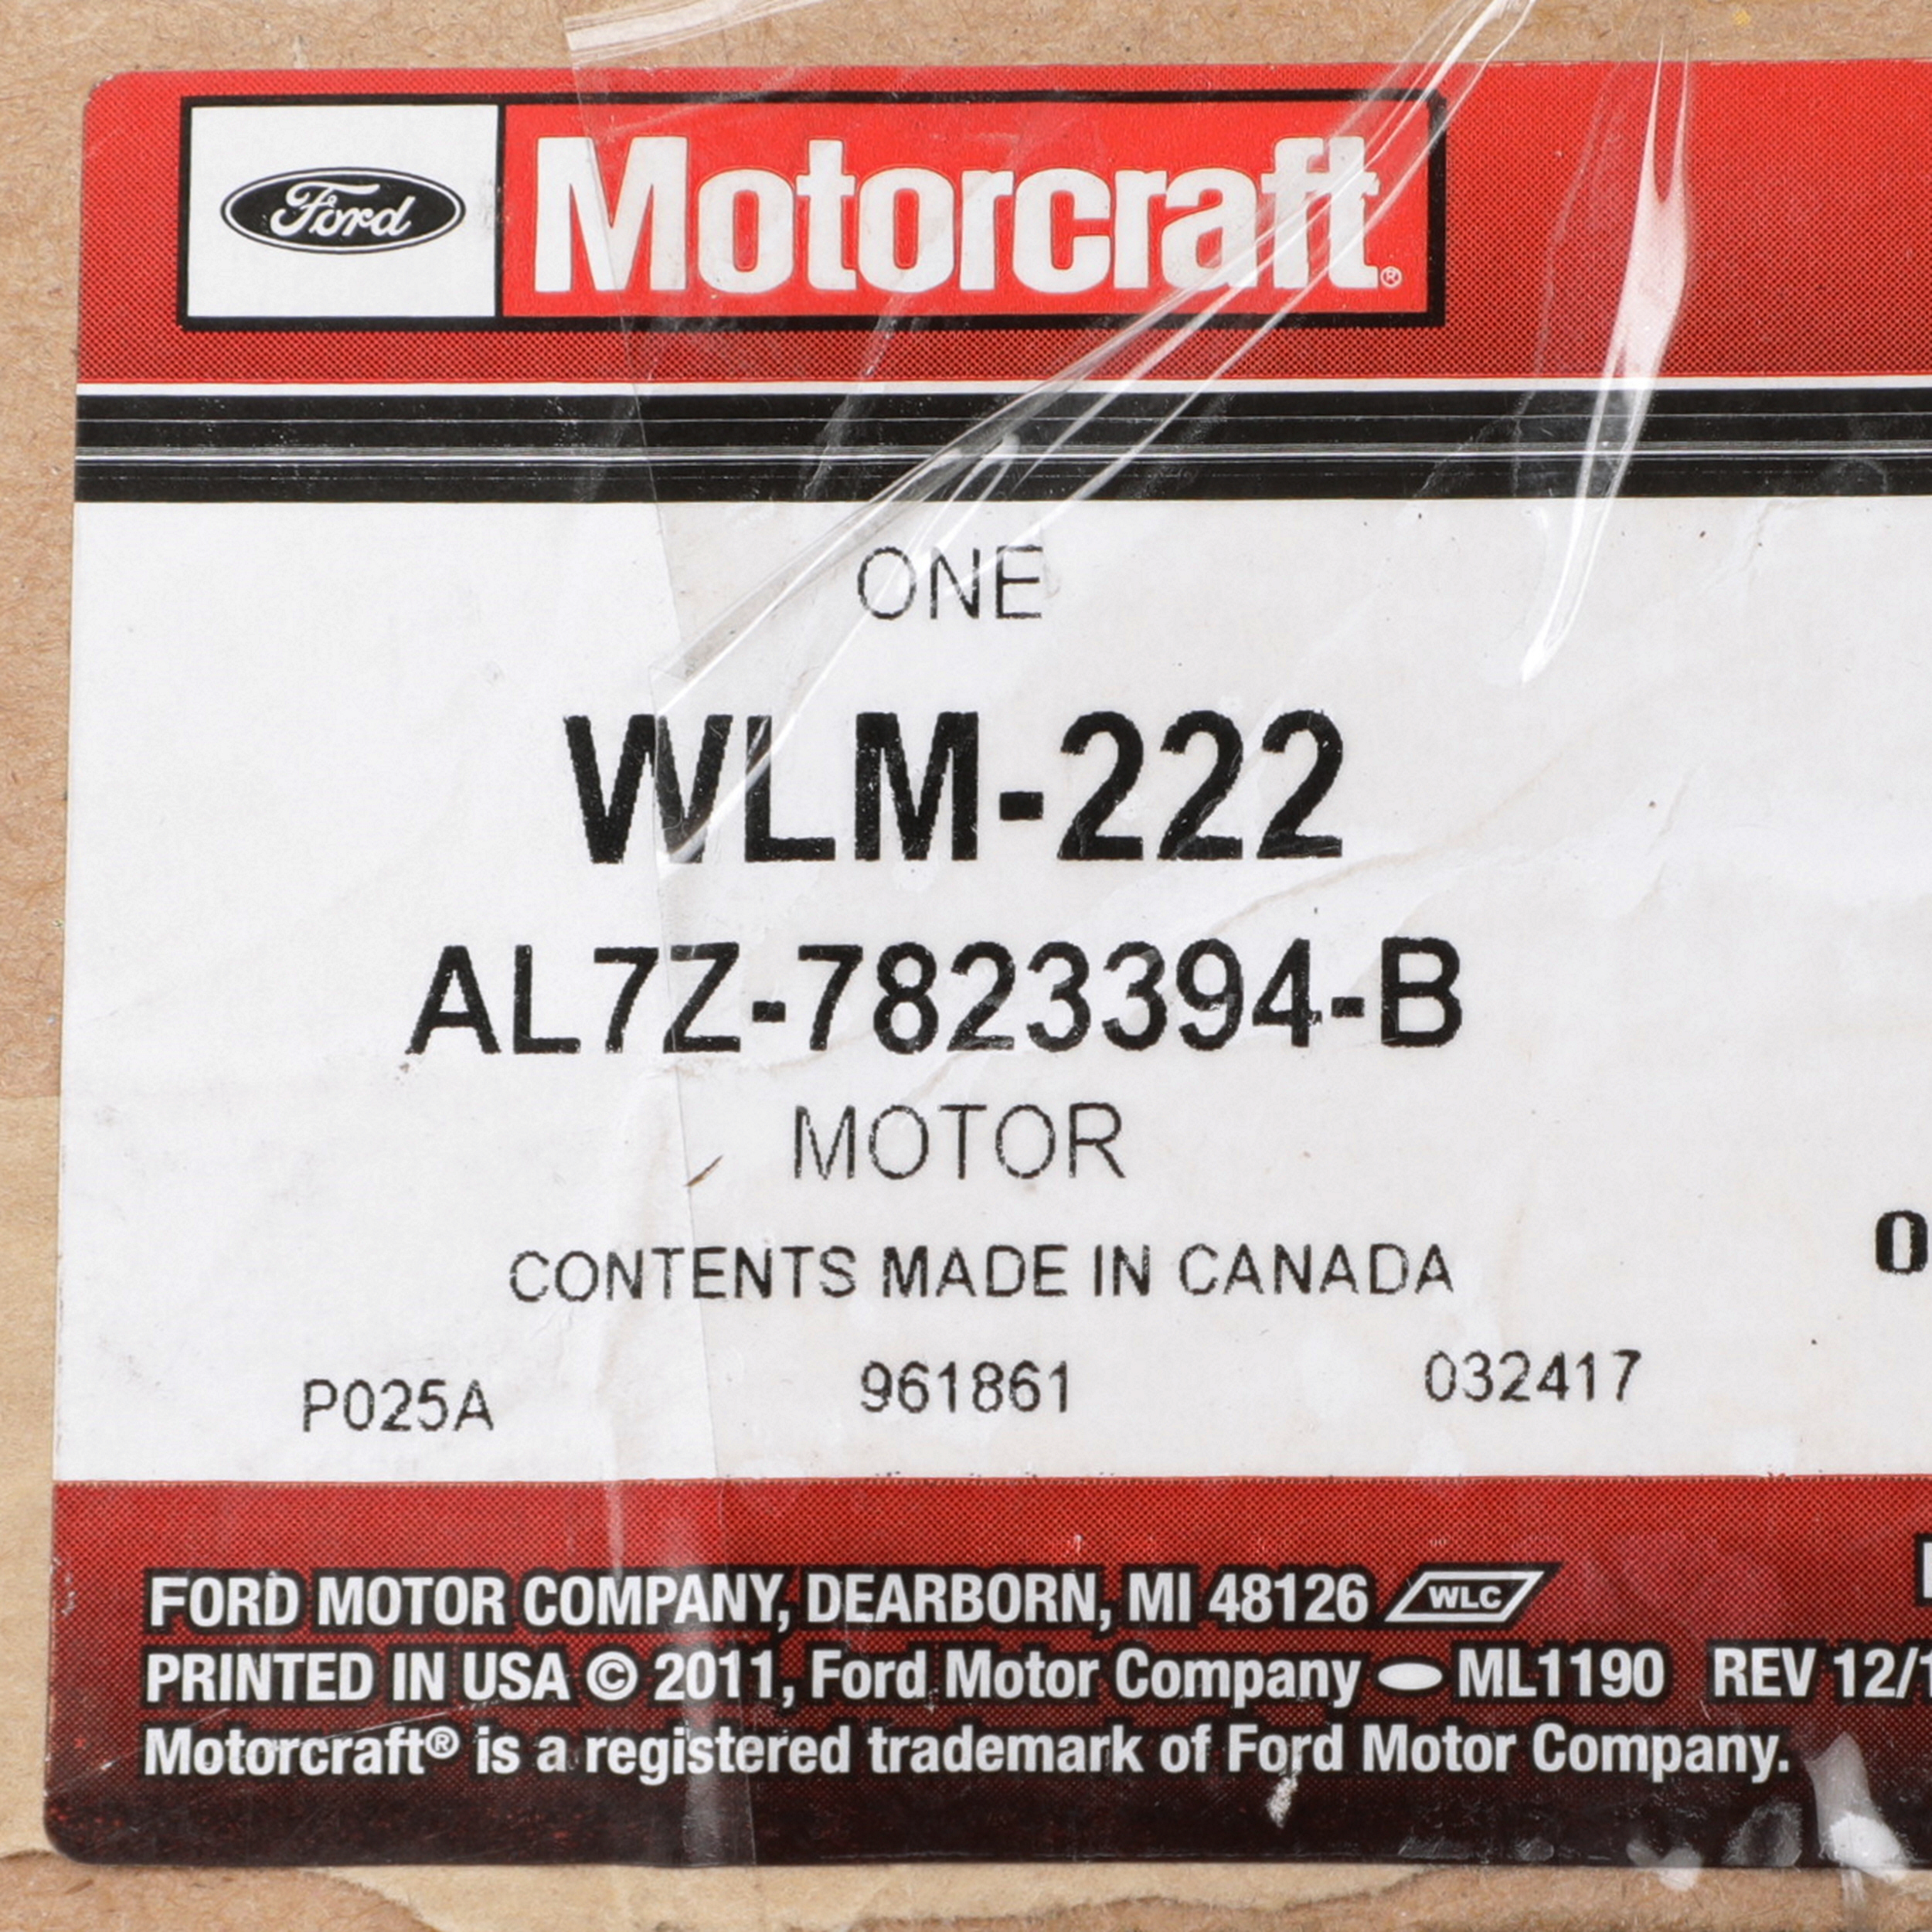 Ford Motorcraft®
ONE
WLM-222
AL7Z-7823394-B
MOTOR
CONTENTS MADE IN CANADA
P025A 961861 032417
FORD MOTOR COMPANY, DEARBORN, MI 48126 WLC
PRINTED IN USA © 2011, Ford Motor Company ML1190 REV
Motorcraft® is a registered trademark of Ford Motor Company.